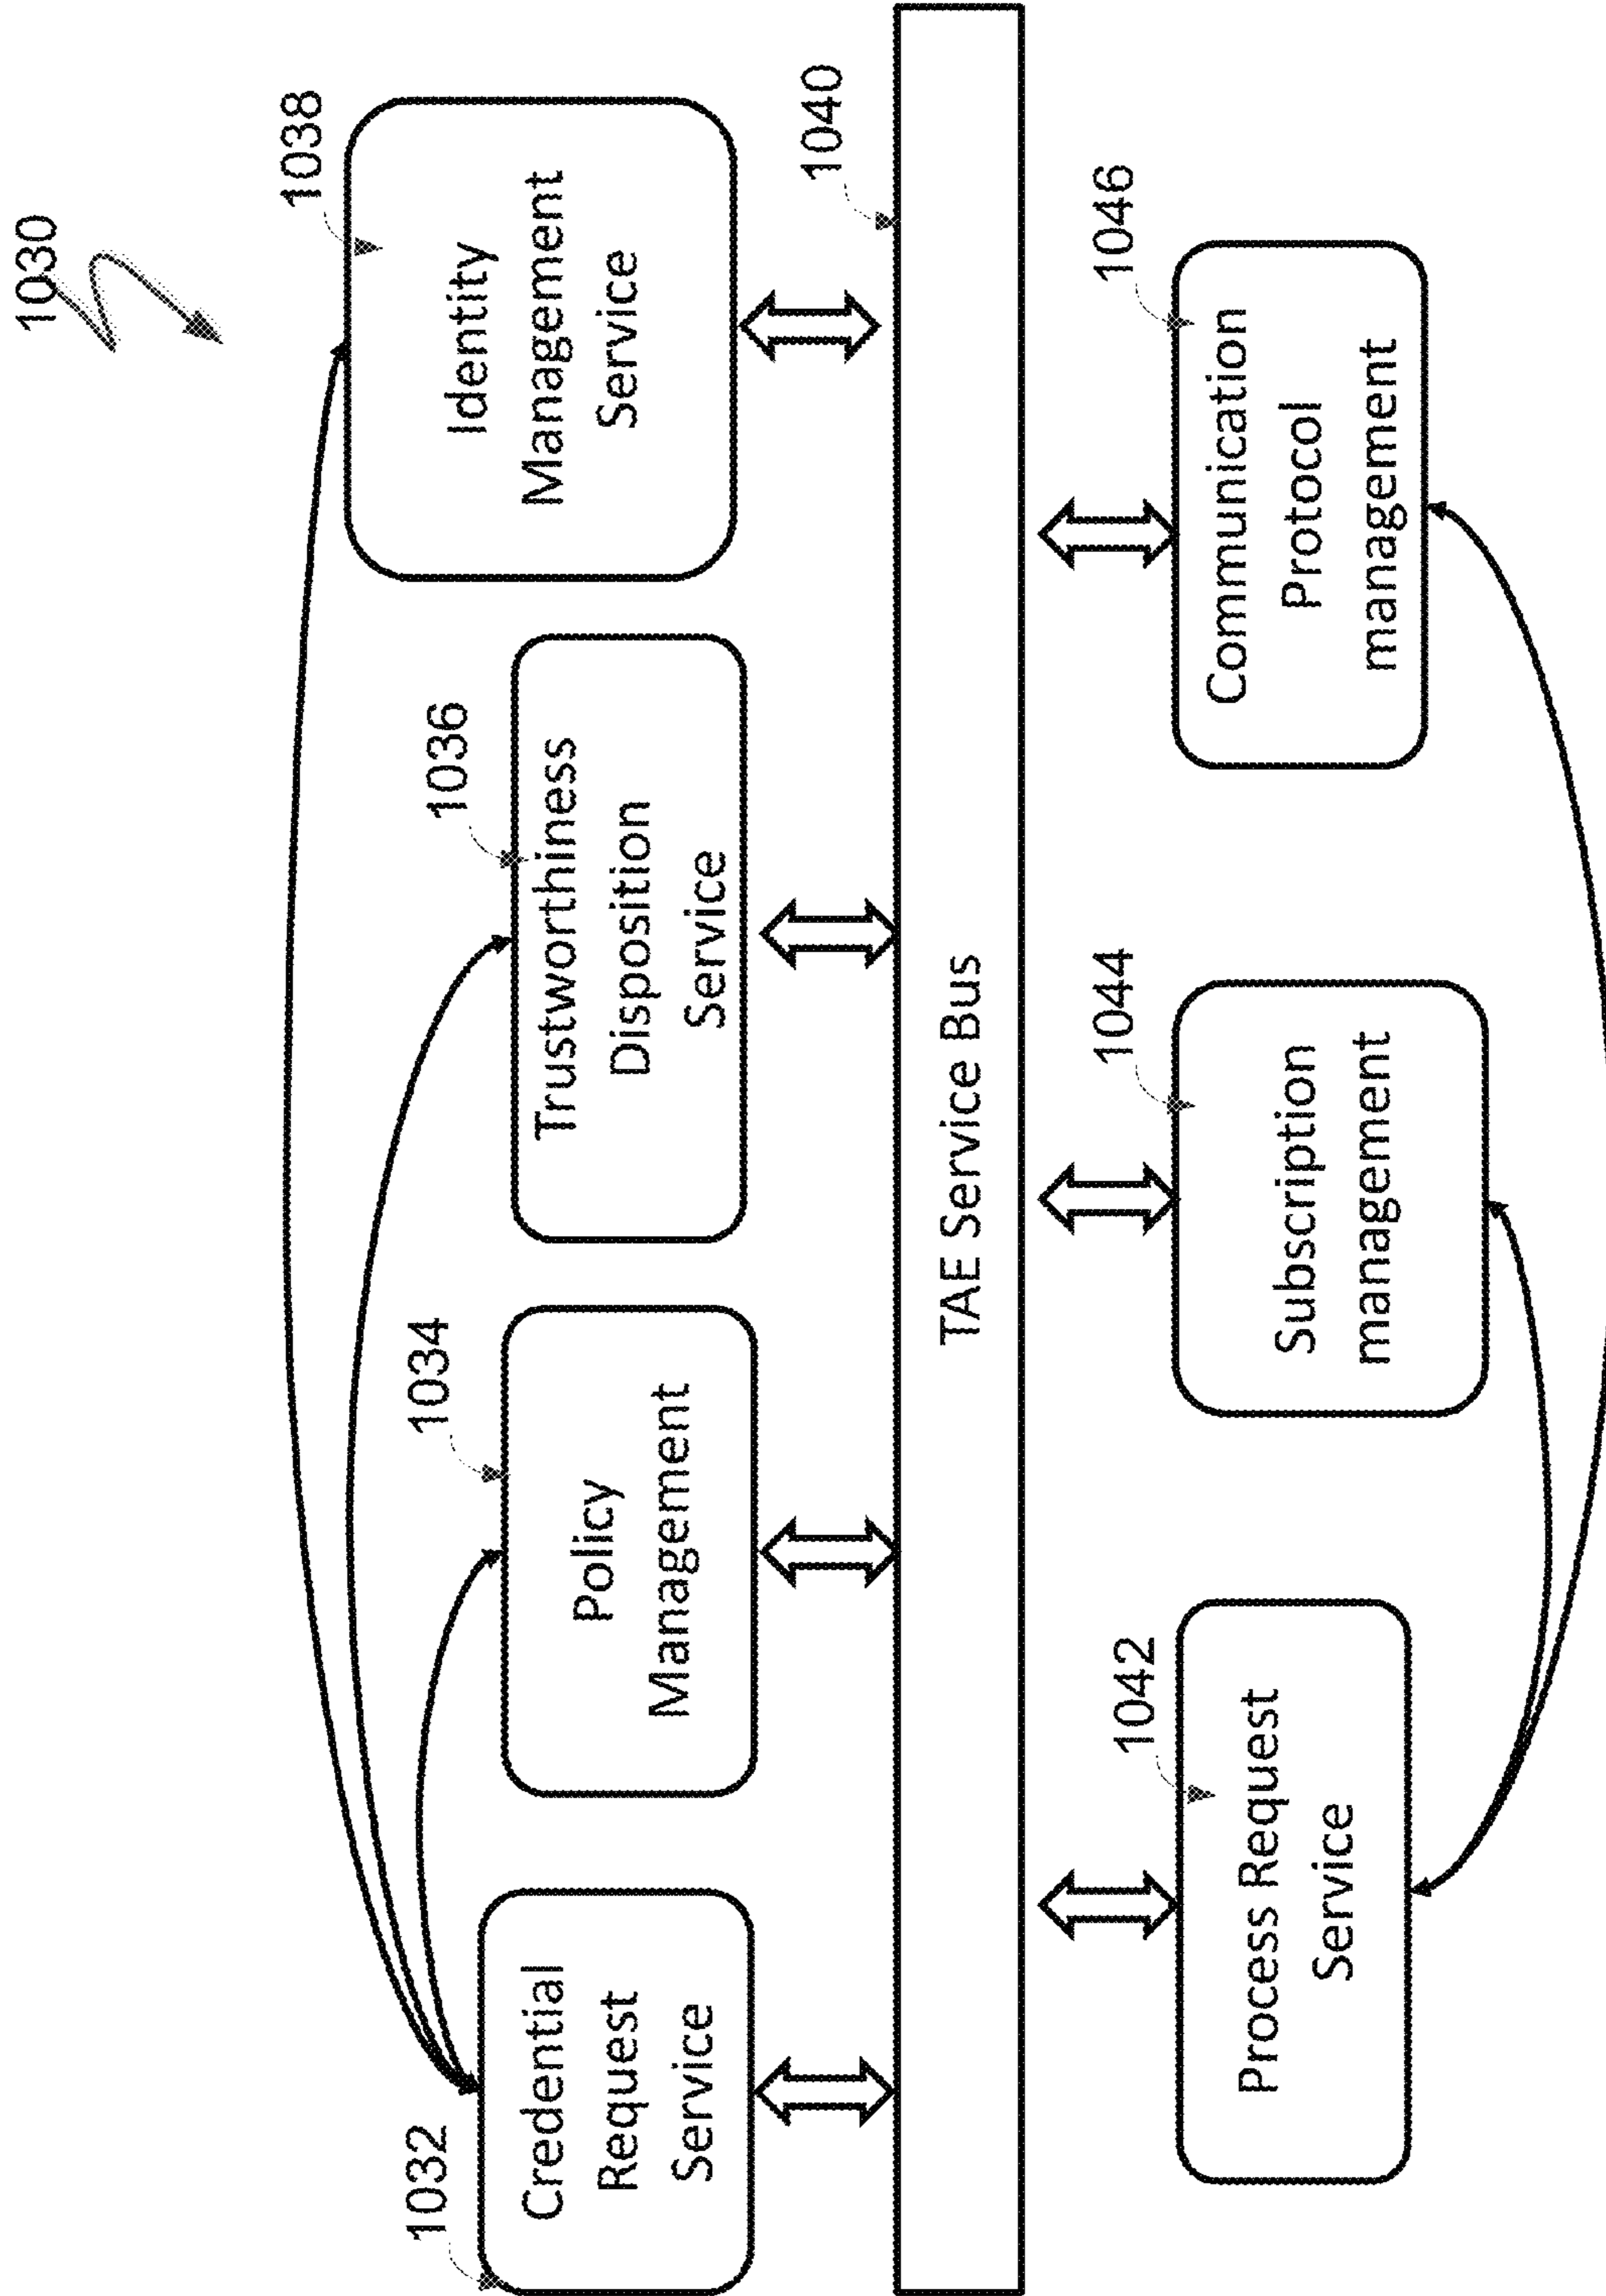 1030
1038
Identity
Management
Service
1036
Trustworthiness
Disposition
Service
1034
Policy
Management
1032
Credential
Request
Service
1040
TAE Service Bus
1042
Process Request
Service
1044
Subscription
management
1046
Communication
Protocol
management